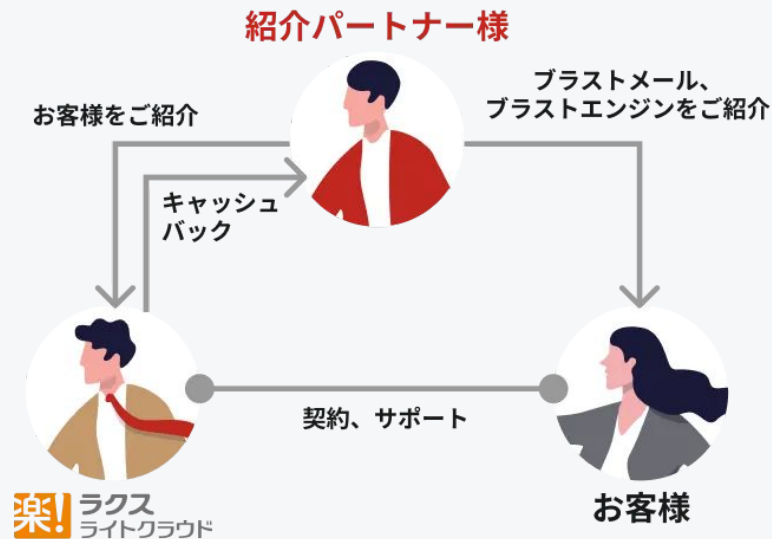 紹介パートナー様
お客様をご紹介
ブラストメール、
ブラストエンジンをご紹介
キャッシュ
バック
契約、サポート
楽!
ラクス
ライトクラウド
お客様